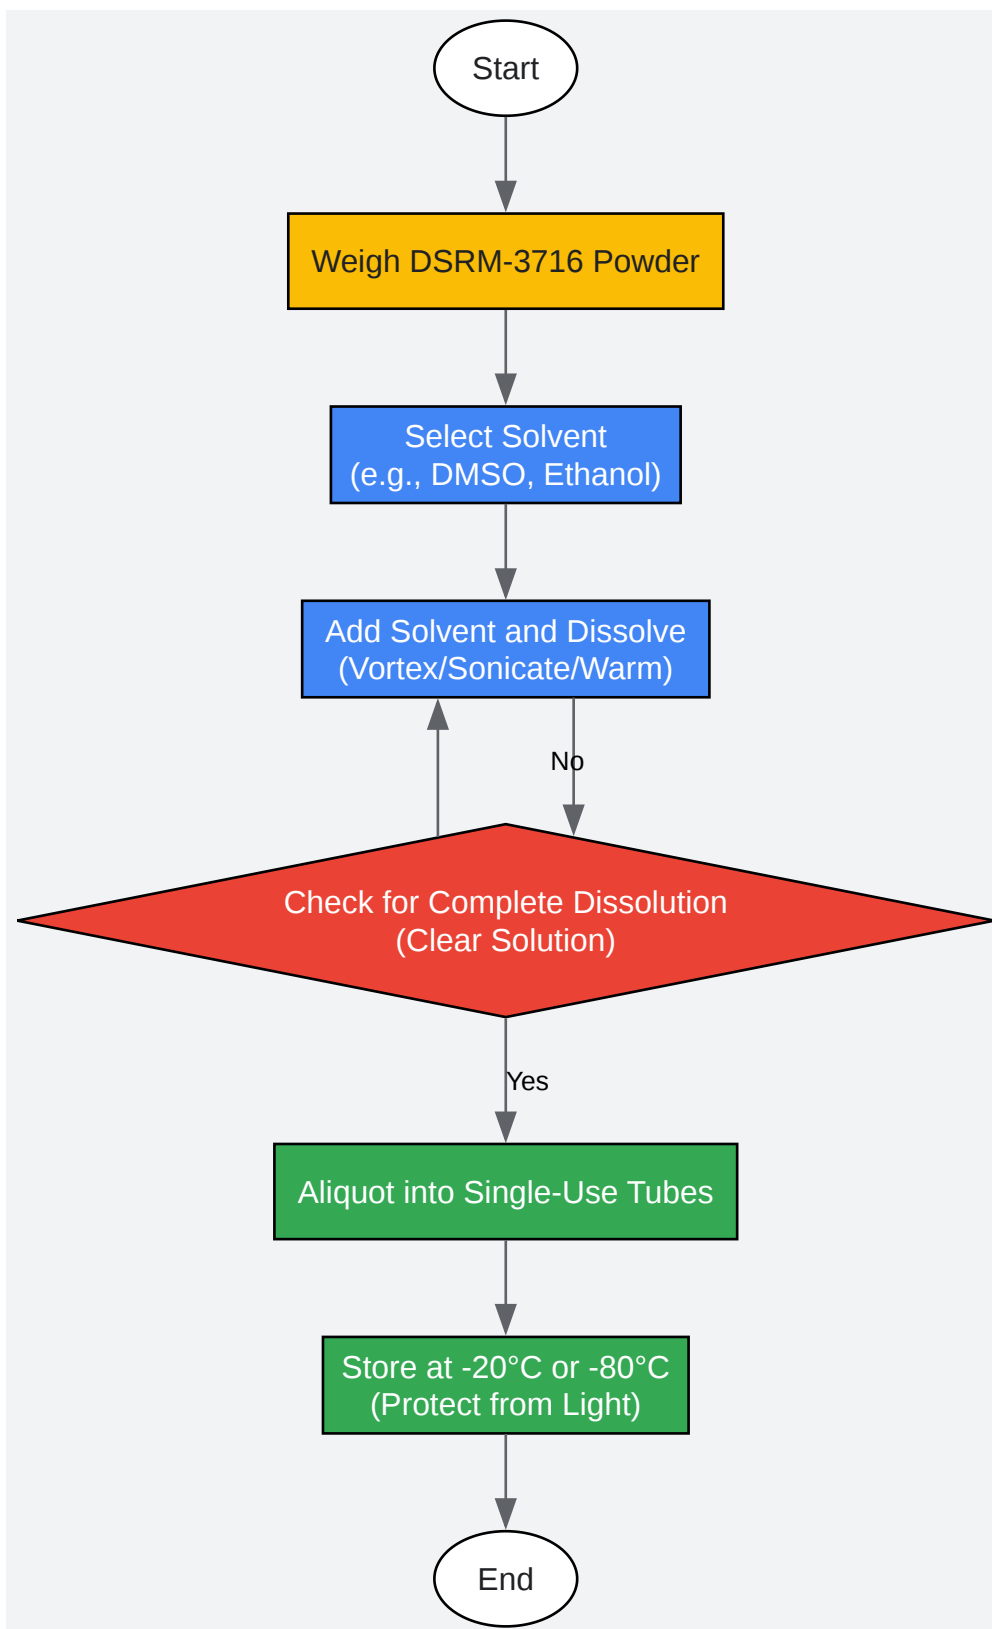 Start
Weigh DSRM-3716 Powder
Select Solvent
(e.g., DMSO, Ethanol)
Add Solvent and Dissolve
(Vortex/Sonicate/Warm)
No
Check for Complete Dissolution
(Clear Solution)
Yes
Aliquot into Single-Use Tubes
Store at -20°C or -80°C
(Protect from Light)
End